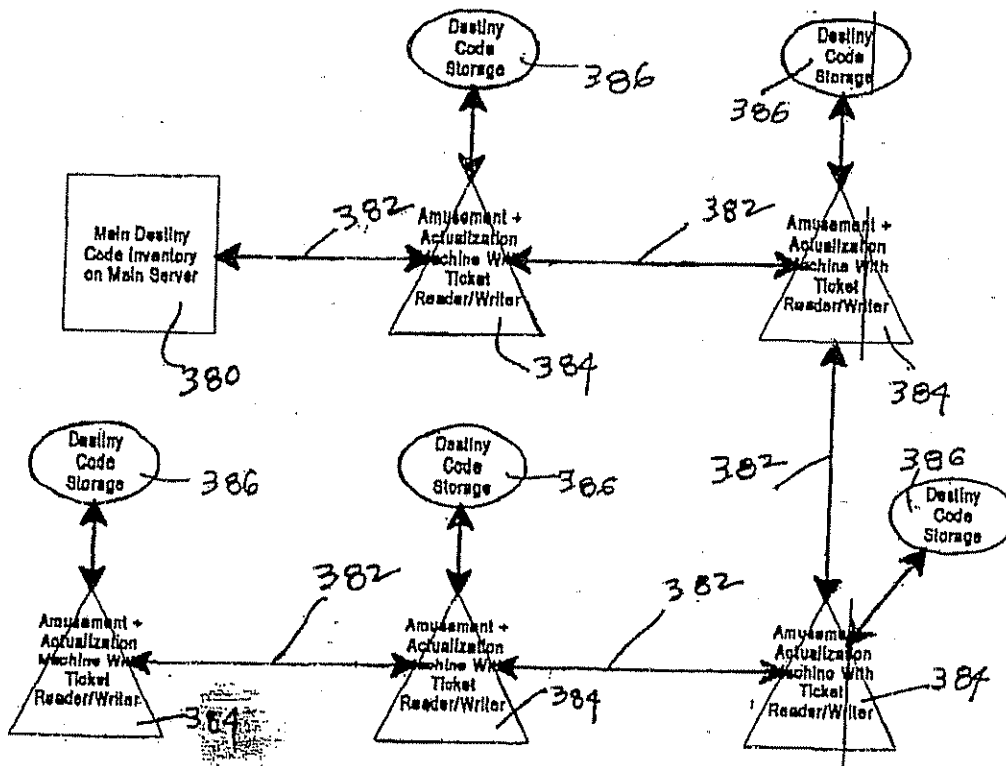 Destiny
Code
Storage
386
Destiny
Code
Storage
386
Main Destiny
Code Inventory
on Main Server
380
382
Amusement +
Actualization
Machine With
Ticket
Reader/Writer
384
382
Amusement +
Actualization
Machine With
Ticket
Reader/Writer
384
Destiny
Code
Storage
386
Destiny
Code
Storage
386
382
386
Destiny
Code
Storage
Amusement +
Actualization
Machine With
Ticket
Reader/Writer
384
382
Amusement +
Actualization
Machine With
Ticket
Reader/Writer
384
382
Amusement +
Actualization
Machine With
Ticket
Reader/Writer
384